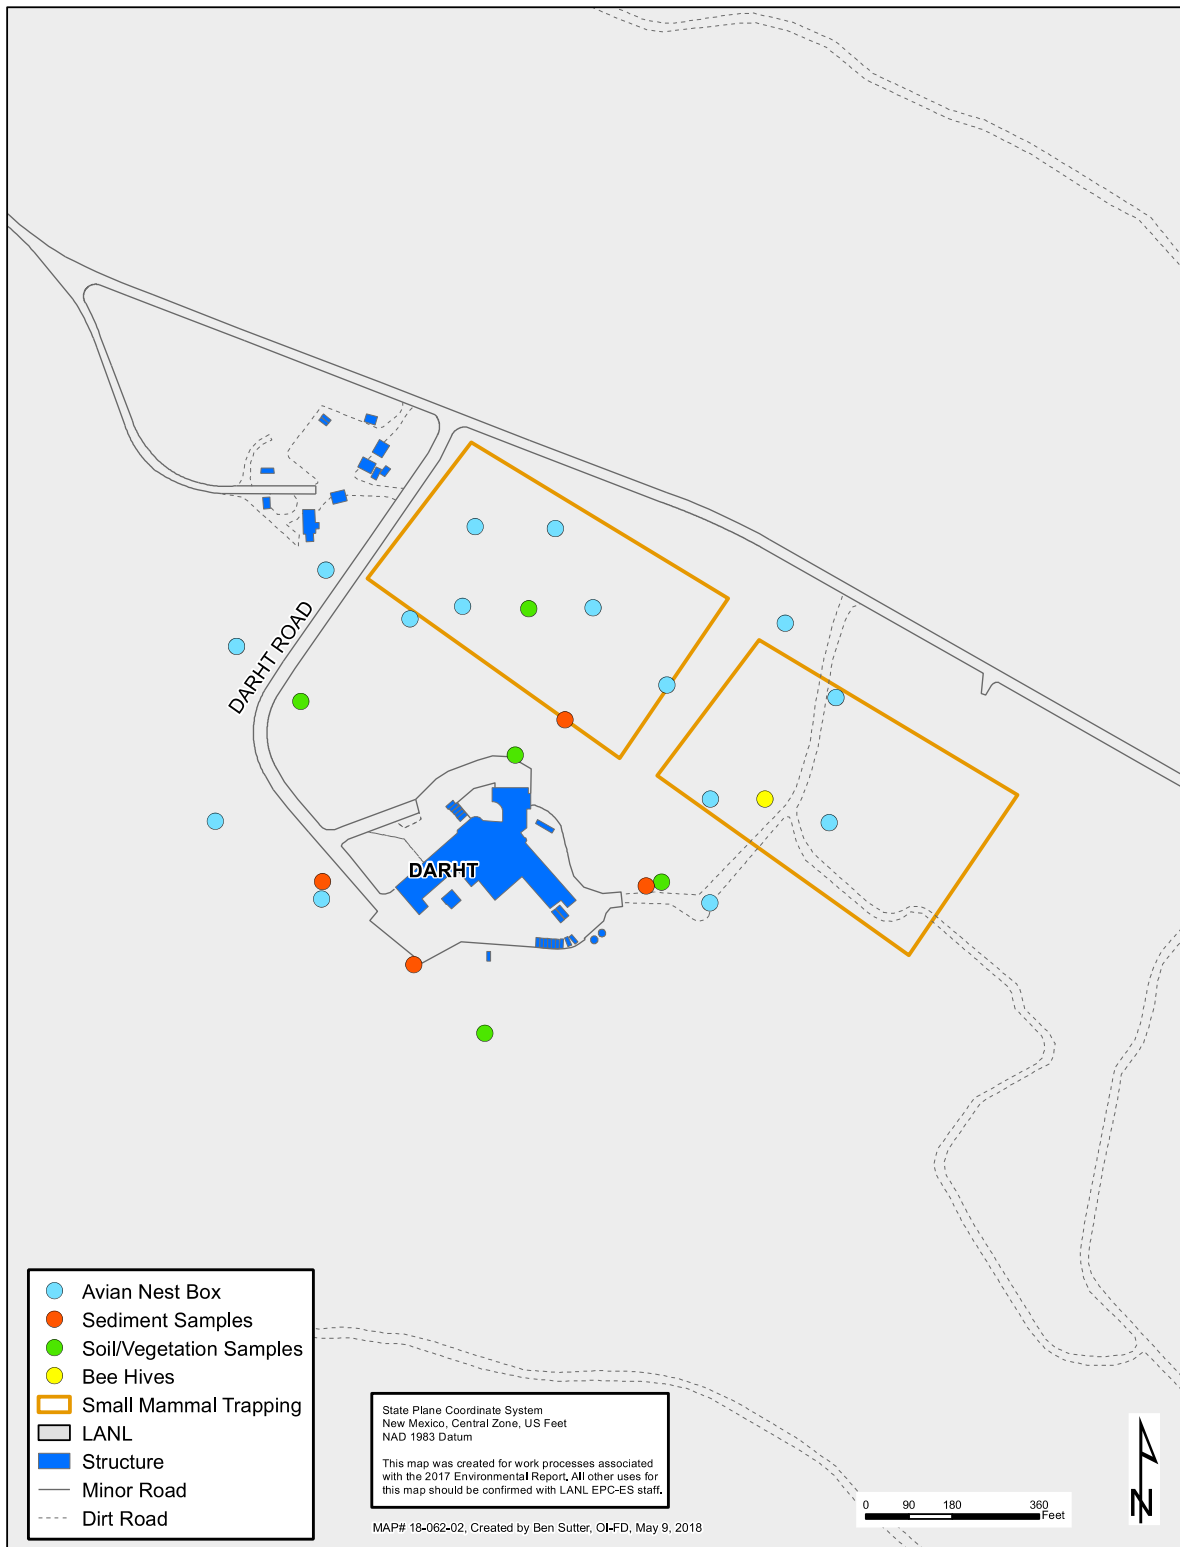 DARHT ROAD
DARHT
Avian Nest Box
Sediment Samples
Soil/Vegetation Samples
Bee Hives
Small Mammal Trapping
LANL
Structure
Minor Road
Dirt Road
State Plane Coordinate System
New Mexico, Central Zone, US Feet
NAD 1983 Datum
This map was created for work processes associated
with the 2017 Environmental Report. All other uses for
this map should be confirmed with LANL EPC-ES staff.
MAP# 18-062-02, Created by Ben Sutter, OI-FD, May 9, 2018
0 90 180 360
Feet
N